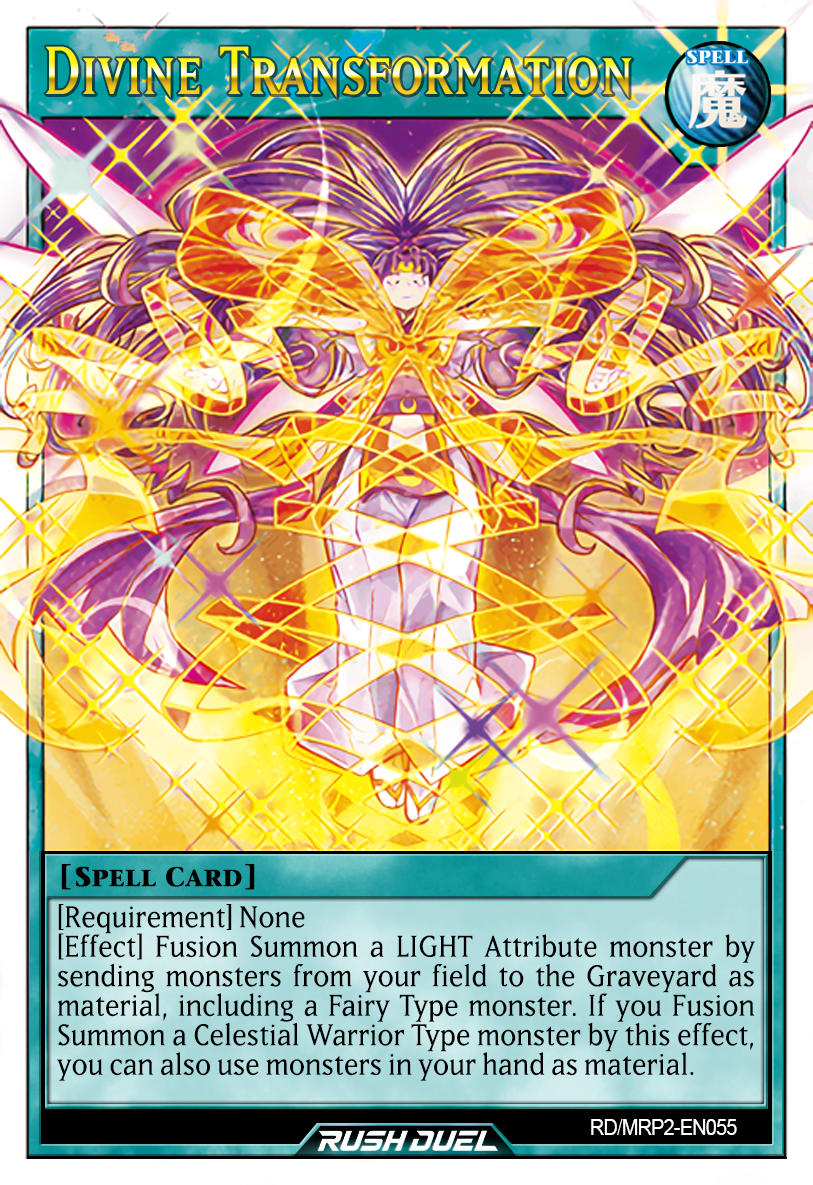 DIVINE TRANSFORMATION
SPELL
魔
[SPELL CARD]
[Requirement] None
[Effect] Fusion Summon a LIGHT Attribute monster by
sending monsters from your field to the Graveyard as
material, including a Fairy Type monster. If you Fusion
Summon a Celestial Warrior Type monster by this effect,
you can also use monsters in your hand as material.
RD/MRP2-EN055
RUSH DUEL